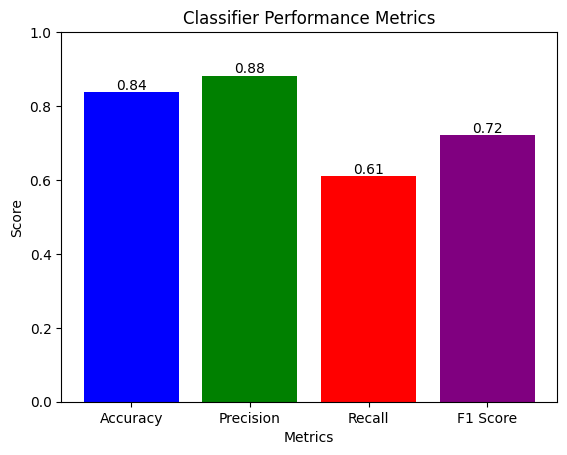 Classifier Performance Metrics
1.0
0.8
0.6
0.4
0.2
0.0
Score
0.84
0.88
0.61
0.72
Accuracy
Precision
Recall
F1 Score
Metrics